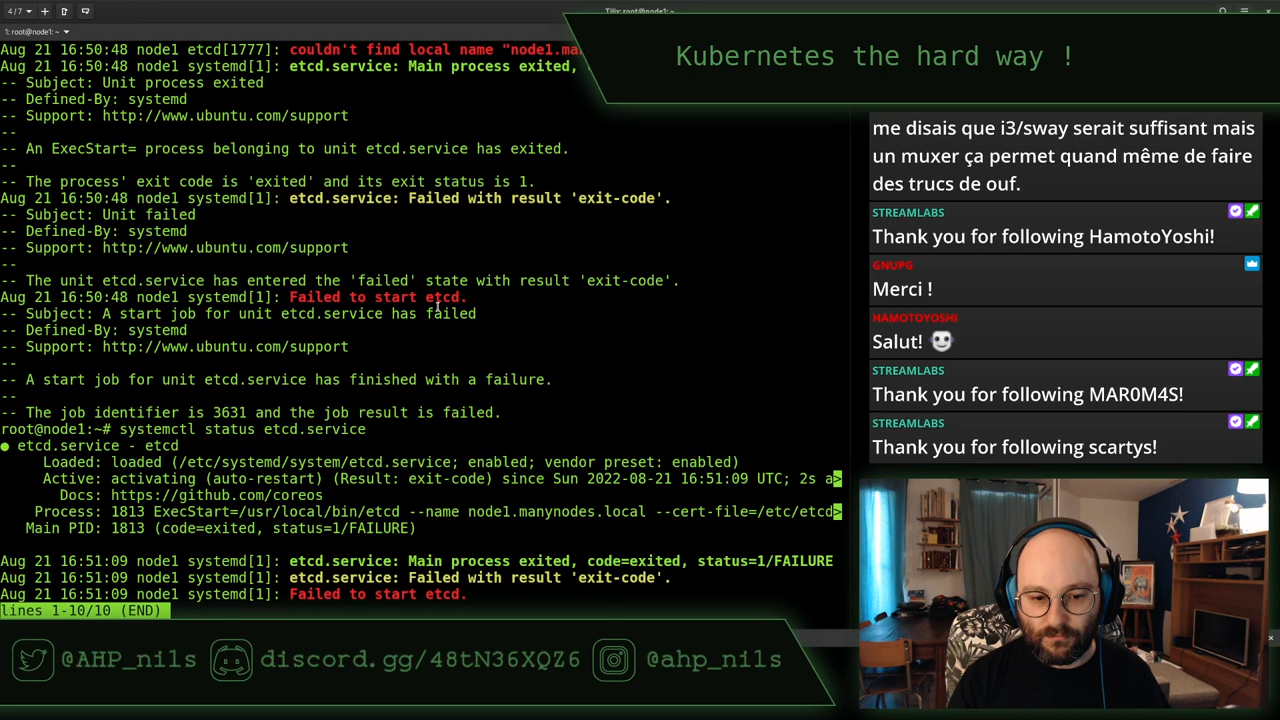 4/7
Tilix: root@node1: ~
1: root@node1: ~
Kubernetes the hard way !
Aug 21 16:50:48 node1 etcd[1777]: couldn't find local name "node1.ma
Aug 21 16:50:48 node1 systemd[1]: etcd.service: Main process exited,
-- Subject: Unit process exited
-- Defined-By: systemd
-- Support: http://www.ubuntu.com/support
--
-- An ExecStart= process belonging to unit etcd.service has exited.
--
-- The process' exit code is 'exited' and its exit status is 1.
Aug 21 16:50:48 node1 systemd[1]: etcd.service: Failed with result 'exit-code'.
-- Subject: Unit failed
-- Defined-By: systemd
-- Support: http://www.ubuntu.com/support
--
-- The unit etcd.service has entered the 'failed' state with result 'exit-code'.
Aug 21 16:50:48 node1 systemd[1]: Failed to start etcd.
-- Subject: A start job for unit etcd.service has failed
-- Defined-By: systemd
-- Support: http://www.ubuntu.com/support
--
-- A start job for unit etcd.service has finished with a failure.
--
-- The job identifier is 3631 and the job result is failed.
root@node1:~# systemctl status etcd.service
● etcd.service - etcd
Loaded: loaded (/etc/systemd/system/etcd.service; enabled; vendor preset: enabled)
Active: activating (auto-restart) (Result: exit-code) since Sun 2022-08-21 16:51:09 UTC; 2s a>
Docs: https://github.com/coreos
Process: 1813 ExecStart=/usr/local/bin/etcd --name node1.manynodes.local --cert-file=/etc/etcd>
Main PID: 1813 (code=exited, status=1/FAILURE)
Aug 21 16:51:09 node1 systemd[1]: etcd.service: Main process exited, code=exited, status=1/FAILURE
Aug 21 16:51:09 node1 systemd[1]: etcd.service: Failed with result 'exit-code'.
Aug 21 16:51:09 node1 systemd[1]: Failed to start etcd.
lines 1-10/10 (END)
me disais que i3/sway serait suffisant mais
un muxer ça permet quand même de faire
des trucs de ouf.
STREAMLABS
Thank you for following HamotoYoshi!
GNUPG
Merci !
HAMOTOYOSHI
Salut!
STREAMLABS
Thank you for following MAR0M4S!
STREAMLABS
Thank you for following scartys!
@AHP_nils
discord.gg/48tN36XQZ6
@ahp_nils